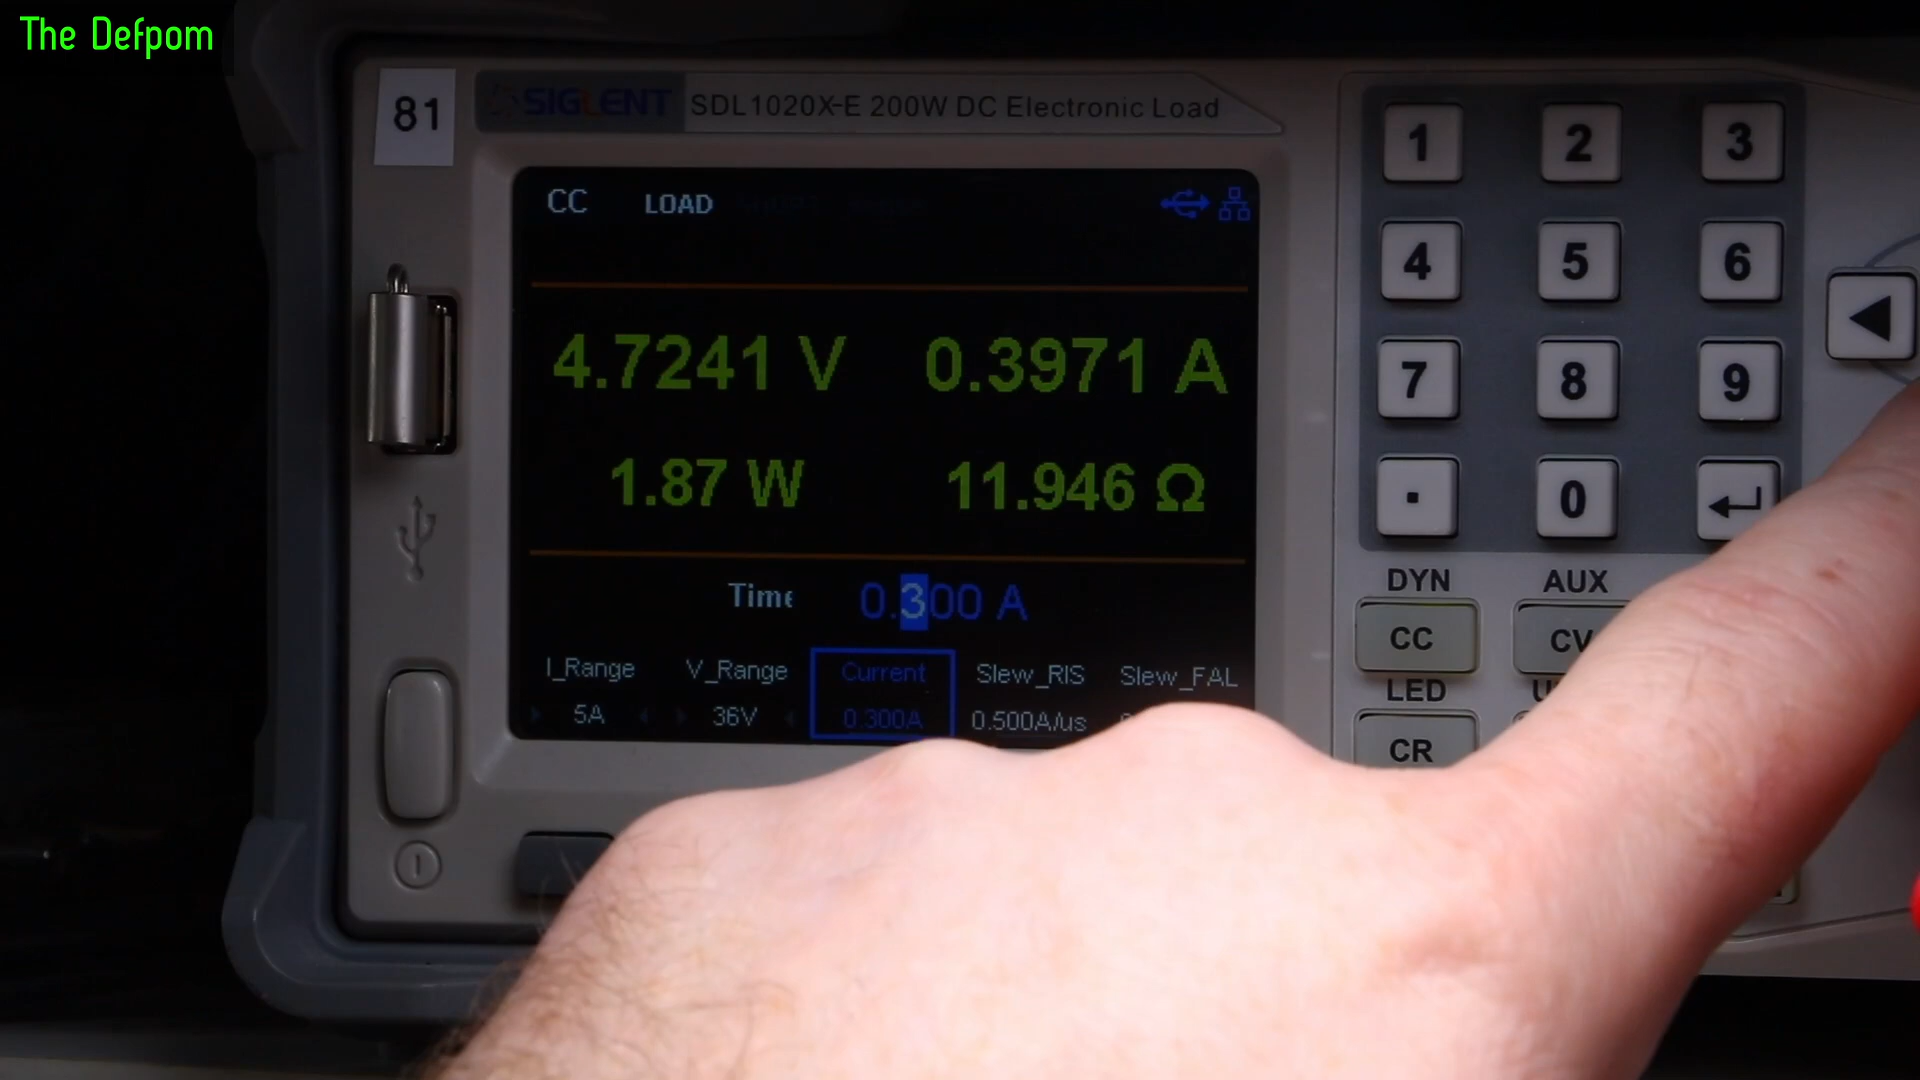 The Defpom
81
SIGLENT SDL1020X-E 200W DC Electronic Load
CC LOAD
4.7241 V 0.3971 A
1.87 W 11.946 Ω
Time 0.300 A
I_Range V_Range Current Slew_RIS Slew_FAL
5A 36V 0.300A 0.500A/us
1 2 3
4 5 6
7 8 9
. 0
DYN AUX
CC CV
LED
CR